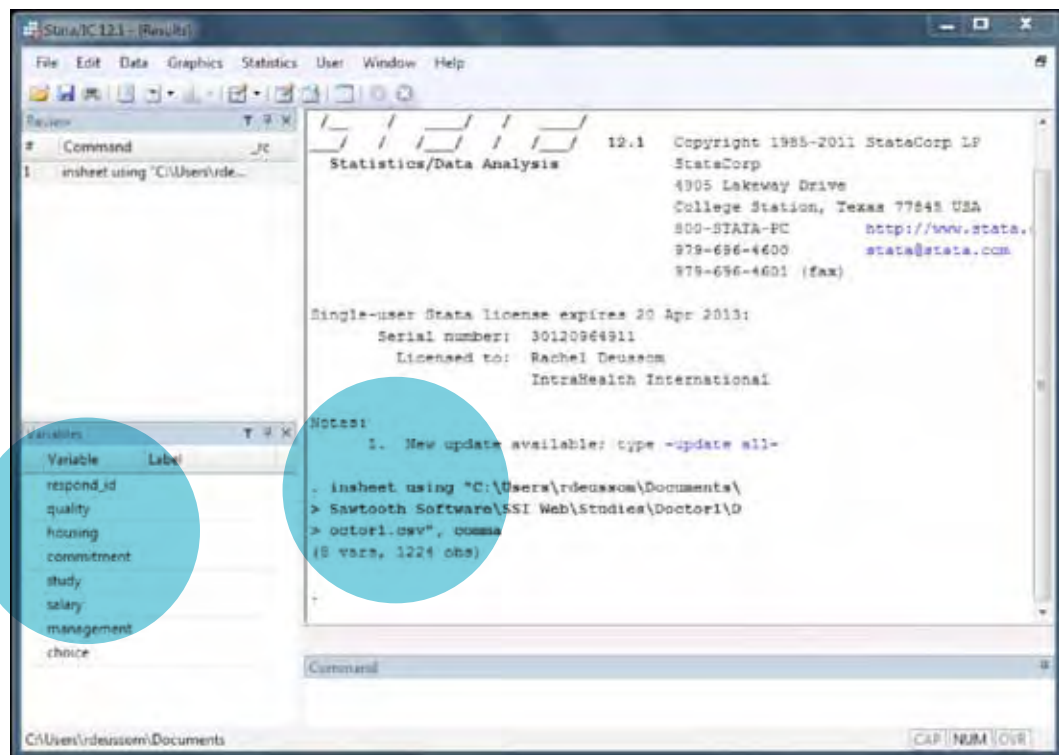 Stata/IC 12.1 - [Results]
File Edit Data Graphics Statistics User Window Help
Review
# Command _rc
1 insheet using "C:\Users\rde...
Variables
Variable Label
respond_id
quality
housing
commitment
study
salary
management
choice
12.1 Copyright 1985-2011 StataCorp LP
Statistics/Data Analysis StataCorp
4905 Lakeway Drive
College Station, Texas 77845 USA
800-STATA-PC http://www.stata.
979-696-4600 stata@stata.com
979-696-4601 (fax)
Single-user Stata license expires 20 Apr 2013:
Serial number: 30120964911
Licensed to: Rachel Deussom
IntraHealth International
Notes:
1. New update available; type -update all-
. insheet using "C:\Users\rdeussom\Documents\
> Sawtooth Software\SSI Web\Studies\Doctor1\D
> octor1.csv", comma
(8 vars, 1224 obs)
.
Command
C:\Users\rdeussom\Documents
CAP NUM OVR